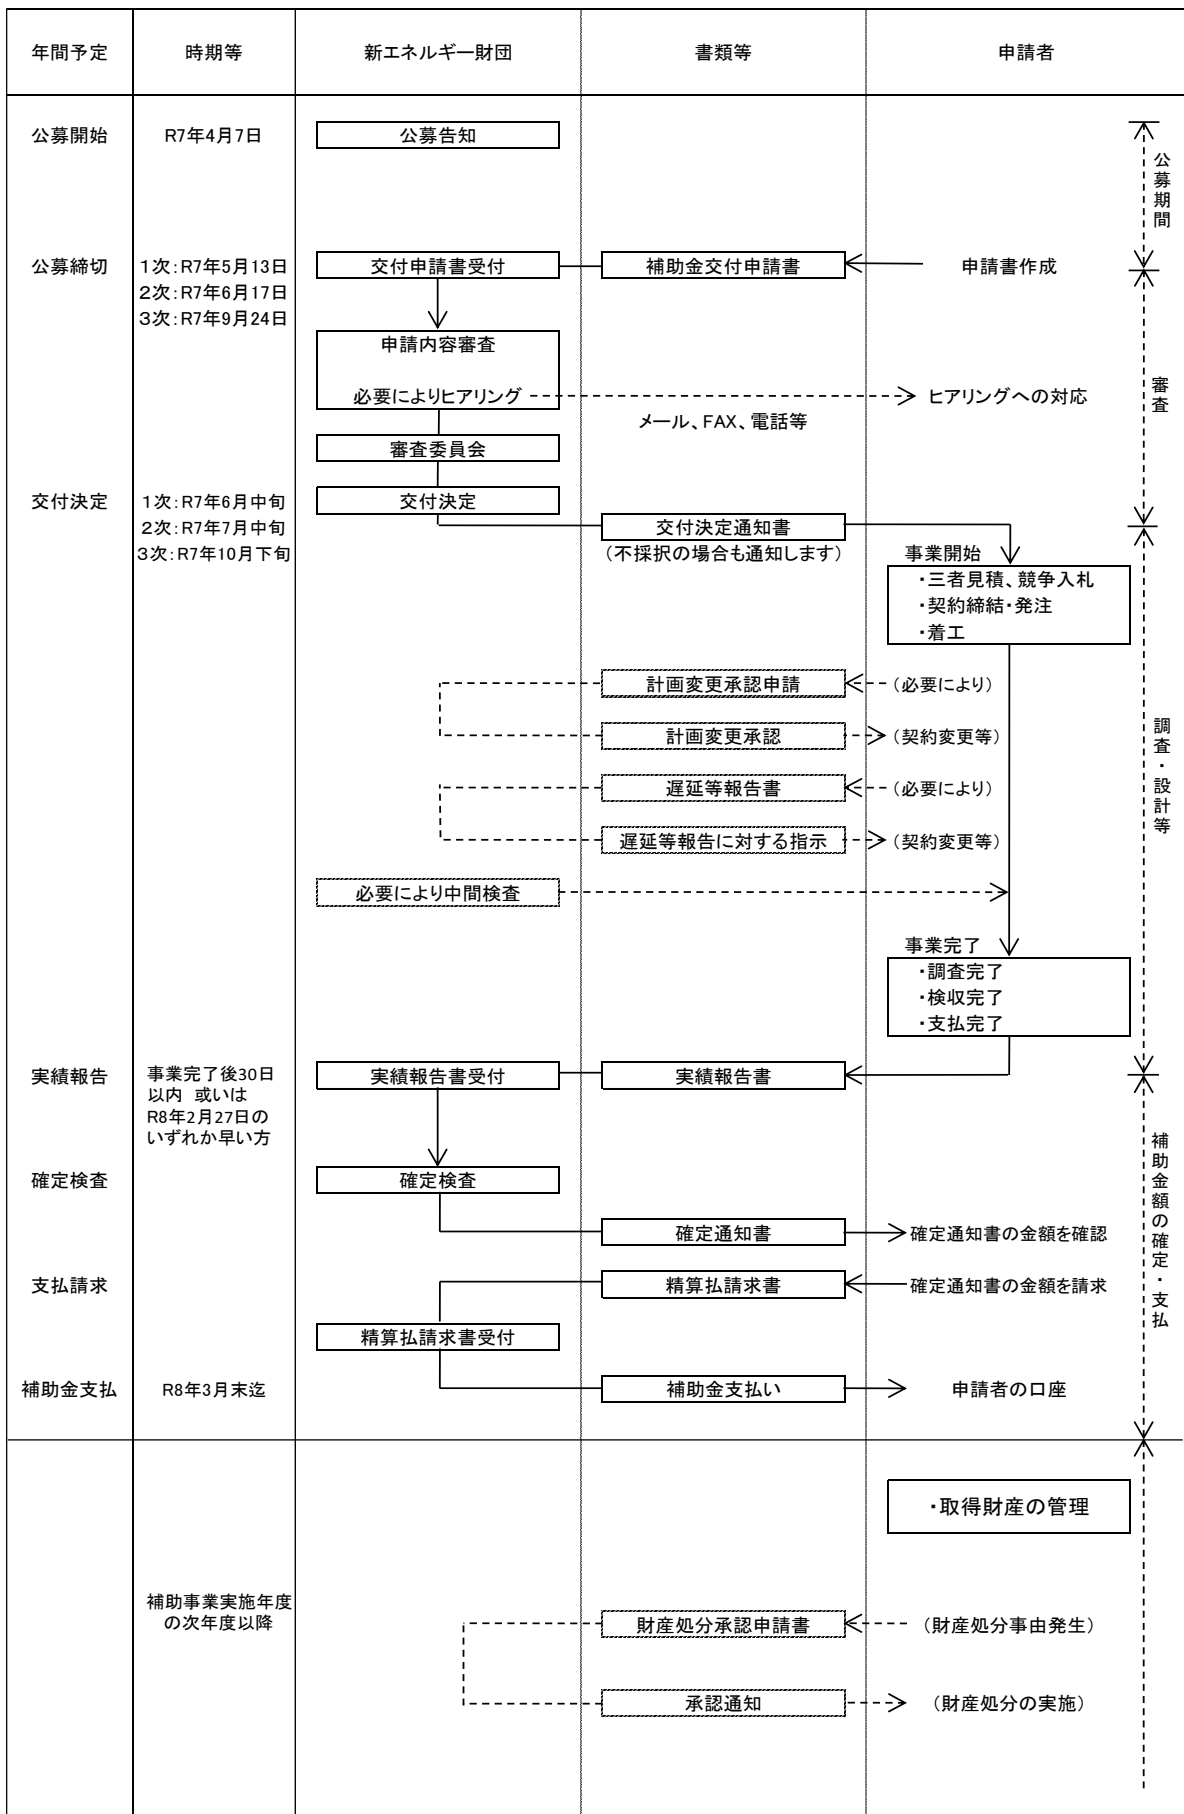 年間予定
時期等
新エネルギー財団
書類等
申請者
公募開始
R7年4月7日
公募告知
公募期間
公募締切
1次：R7年5月13日
2次：R7年6月17日
3次：R7年9月24日
交付申請書受付
補助金交付申請書
申請書作成
申請内容審査
必要によりヒアリング
ヒアリングへの対応
メール、FAX、電話等
審査
審査委員会
交付決定
1次：R7年6月中旬
2次：R7年7月中旬
3次：R7年10月下旬
交付決定
交付決定通知書
（不採択の場合も通知します）
事業開始
・三者見積、競争入札
・契約締結・発注
・着工
計画変更承認申請
（必要により）
計画変更承認
（契約変更等）
遅延等報告書
（必要により）
遅延等報告に対する指示
（契約変更等）
調査・設計等
必要により中間検査
事業完了
・調査完了
・検収完了
・支払完了
実績報告
事業完了後30日
以内 或いは
R8年2月27日の
いずれか早い方
実績報告書受付
実績報告書
確定検査
確定検査
確定通知書
確定通知書の金額を確認
補助金額の確定・支払
支払請求
精算払請求書
確定通知書の金額を請求
精算払請求書受付
補助金支払
R8年3月末迄
補助金支払い
申請者の口座
・取得財産の管理
補助事業実施年度
の次年度以降
財産処分承認申請書
（財産処分事由発生）
承認通知
（財産処分の実施）